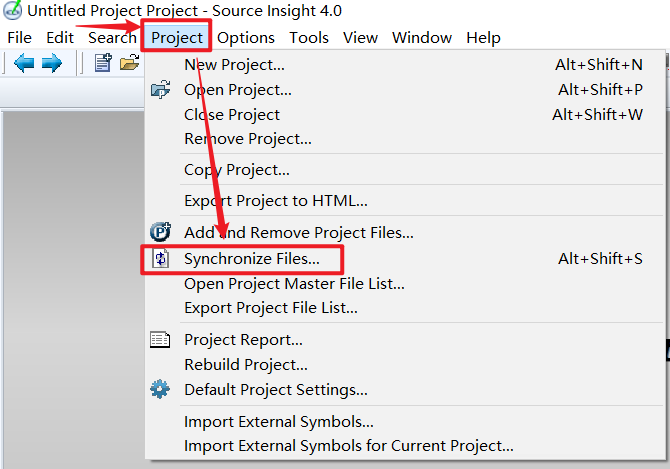 Untitled Project Project - Source Insight 4.0
File Edit Search Project Options Tools View Window Help
New Project... Alt+Shift+N
Open Project... Alt+Shift+P
Close Project Alt+Shift+W
Remove Project...
Copy Project...
Export Project to HTML...
Add and Remove Project Files...
Synchronize Files... Alt+Shift+S
Open Project Master File List...
Export Project File List...
Project Report...
Rebuild Project...
Default Project Settings...
Import External Symbols...
Import External Symbols for Current Project...